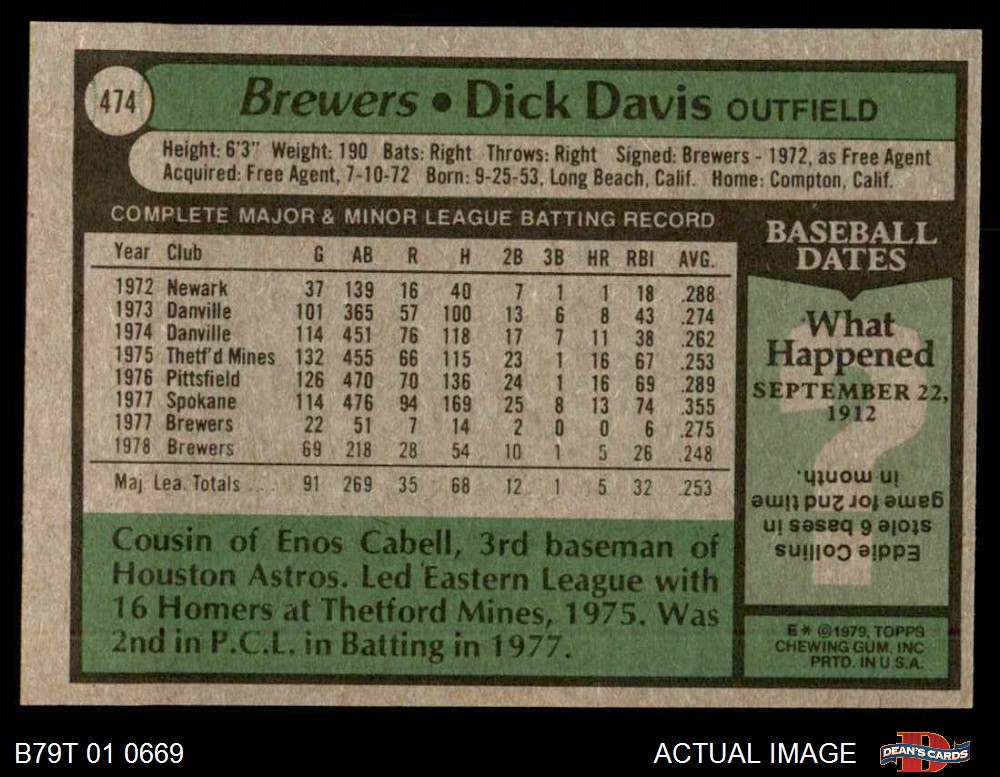 474
Brewers • Dick Davis OUTFIELD
Height: 6'3" Weight: 190 Bats: Right Throws: Right Signed: Brewers - 1972, as Free Agent
Acquired: Free Agent, 7-10-72 Born: 9-25-53, Long Beach, Calif. Home: Compton, Calif.
COMPLETE MAJOR & MINOR LEAGUE BATTING RECORD
Year Club G AB R H 2B 3B HR RBI AVG.
1972 Newark 37 139 16 40 7 1 1 18 .288
1973 Danville 101 365 57 100 13 6 8 43 .274
1974 Danville 114 451 76 118 17 7 11 38 .262
1975 Thetf'd Mines 132 455 66 115 23 1 16 67 .253
1976 Pittsfield 126 470 70 136 24 1 16 69 .289
1977 Spokane 114 476 94 169 25 8 13 74 .355
1977 Brewers 22 51 7 14 2 0 0 6 .275
1978 Brewers 69 218 28 54 10 1 5 26 .248
Maj. Lea. Totals .... 91 269 35 68 12 1 5 32 .253
Cousin of Enos Cabell, 3rd baseman of
Houston Astros. Led Eastern League with
16 Homers at Thetford Mines, 1975. Was
2nd in P.C.L. in Batting in 1977.
BASEBALL
DATES
What
Happened
SEPTEMBER 22,
1912
?
Eddie Collins
stole 6 bases in
game for 2nd time
in month.
E* ©1979, TOPPS
CHEWING GUM, INC
PRTD. IN U.S.A.
B79T 01 0669
ACTUAL IMAGE
D
DEAN'S CARDS